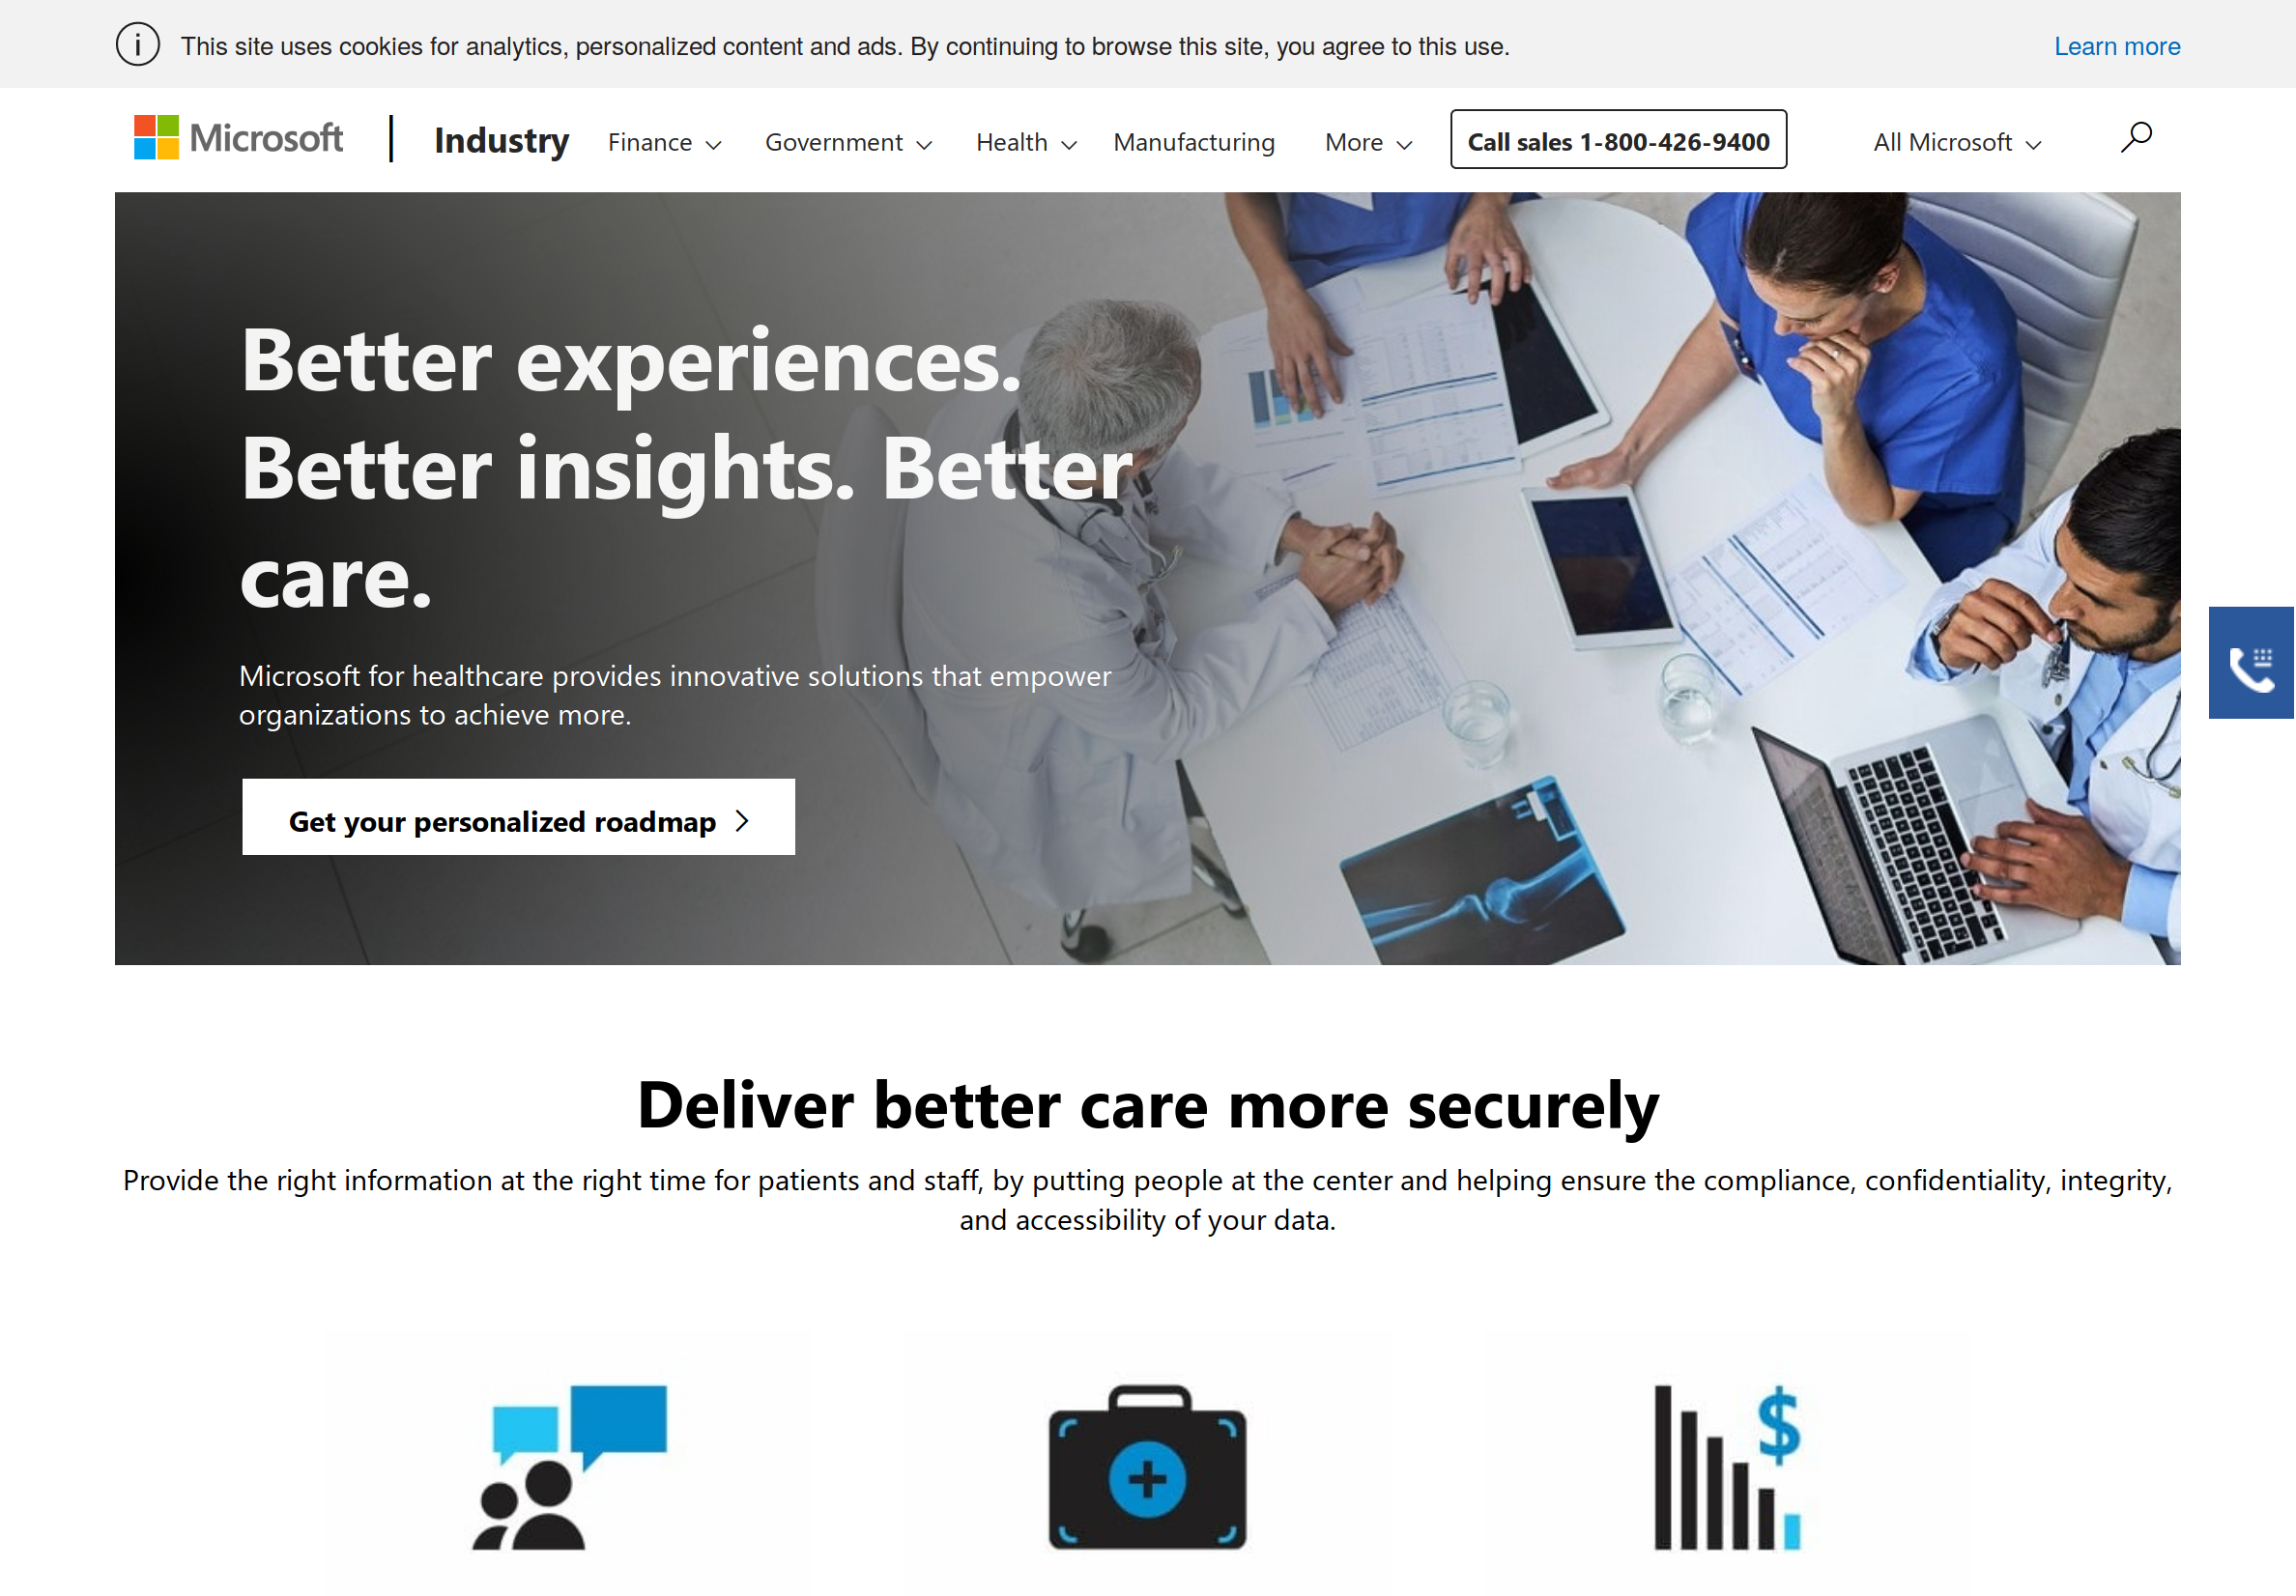 This site uses cookies for analytics, personalized content and ads. By continuing to browse this site, you agree to this use.
Learn more
Microsoft
Industry
Finance
Government
Health
Manufacturing
More
Call sales 1-800-426-9400
All Microsoft
Better experiences.
Better insights. Better
care.
Microsoft for healthcare provides innovative solutions that empower
organizations to achieve more.
Get your personalized roadmap
Deliver better care more securely
Provide the right information at the right time for patients and staff, by putting people at the center and helping ensure the compliance, confidentiality, integrity,
and accessibility of your data.
$